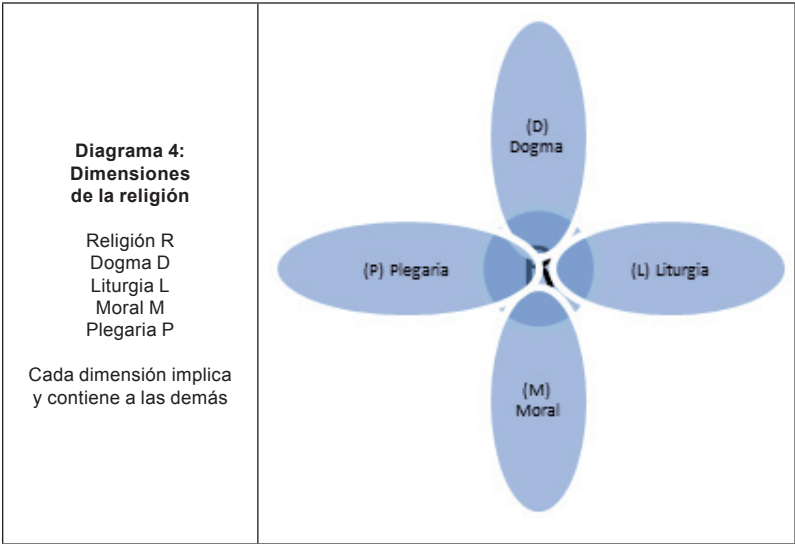 Diagrama 4:
Dimensiones
de la religión
Religión R
Dogma D
Liturgia L
Moral M
Plegaria P
Cada dimensión implica
y contiene a las demás
(D)
Dogma
(P) Plegaria
R
(L) Liturgia
(M)
Moral